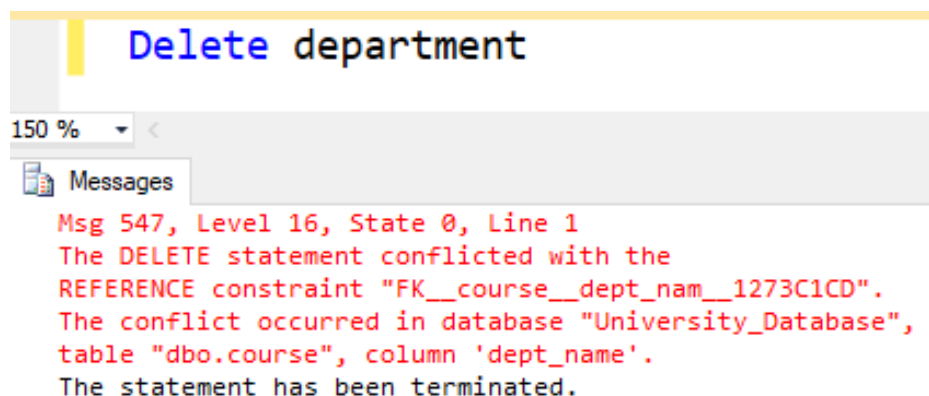 Delete department
150 %
Messages
Msg 547, Level 16, State 0, Line 1
The DELETE statement conflicted with the
REFERENCE constraint "FK__course__dept_nam__1273C1CD".
The conflict occurred in database "University_Database",
table "dbo.course", column 'dept_name'.
The statement has been terminated.